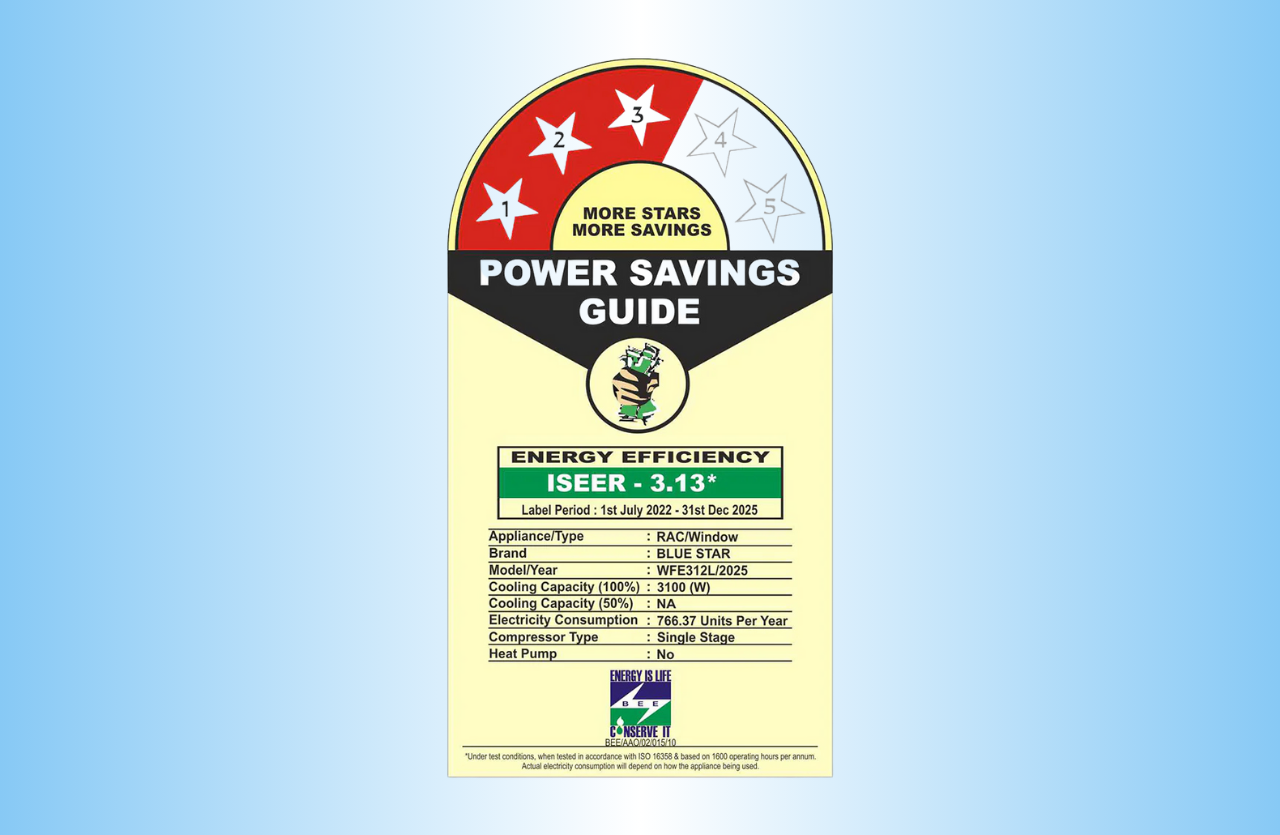 1 2 3 4 5
MORE STARS
MORE SAVINGS
POWER SAVINGS
GUIDE
ENERGY EFFICIENCY
ISEER - 3.13*
Label Period : 1st July 2022 - 31st Dec 2025
Appliance/Type : RAC/Window
Brand : BLUE STAR
Model/Year : WFE312L/2025
Cooling Capacity (100%) : 3100 (W)
Cooling Capacity (50%) : NA
Electricity Consumption : 766.37 Units Per Year
Compressor Type : Single Stage
Heat Pump : No
ENERGY IS LIFE
BEE
CONSERVE IT
BEE/AAO/02/015/10
*Under test conditions, when tested in accordance with ISO 16358 & based on 1600 operating hours per annum.
Actual electricity consumption will depend on how the appliance being used.